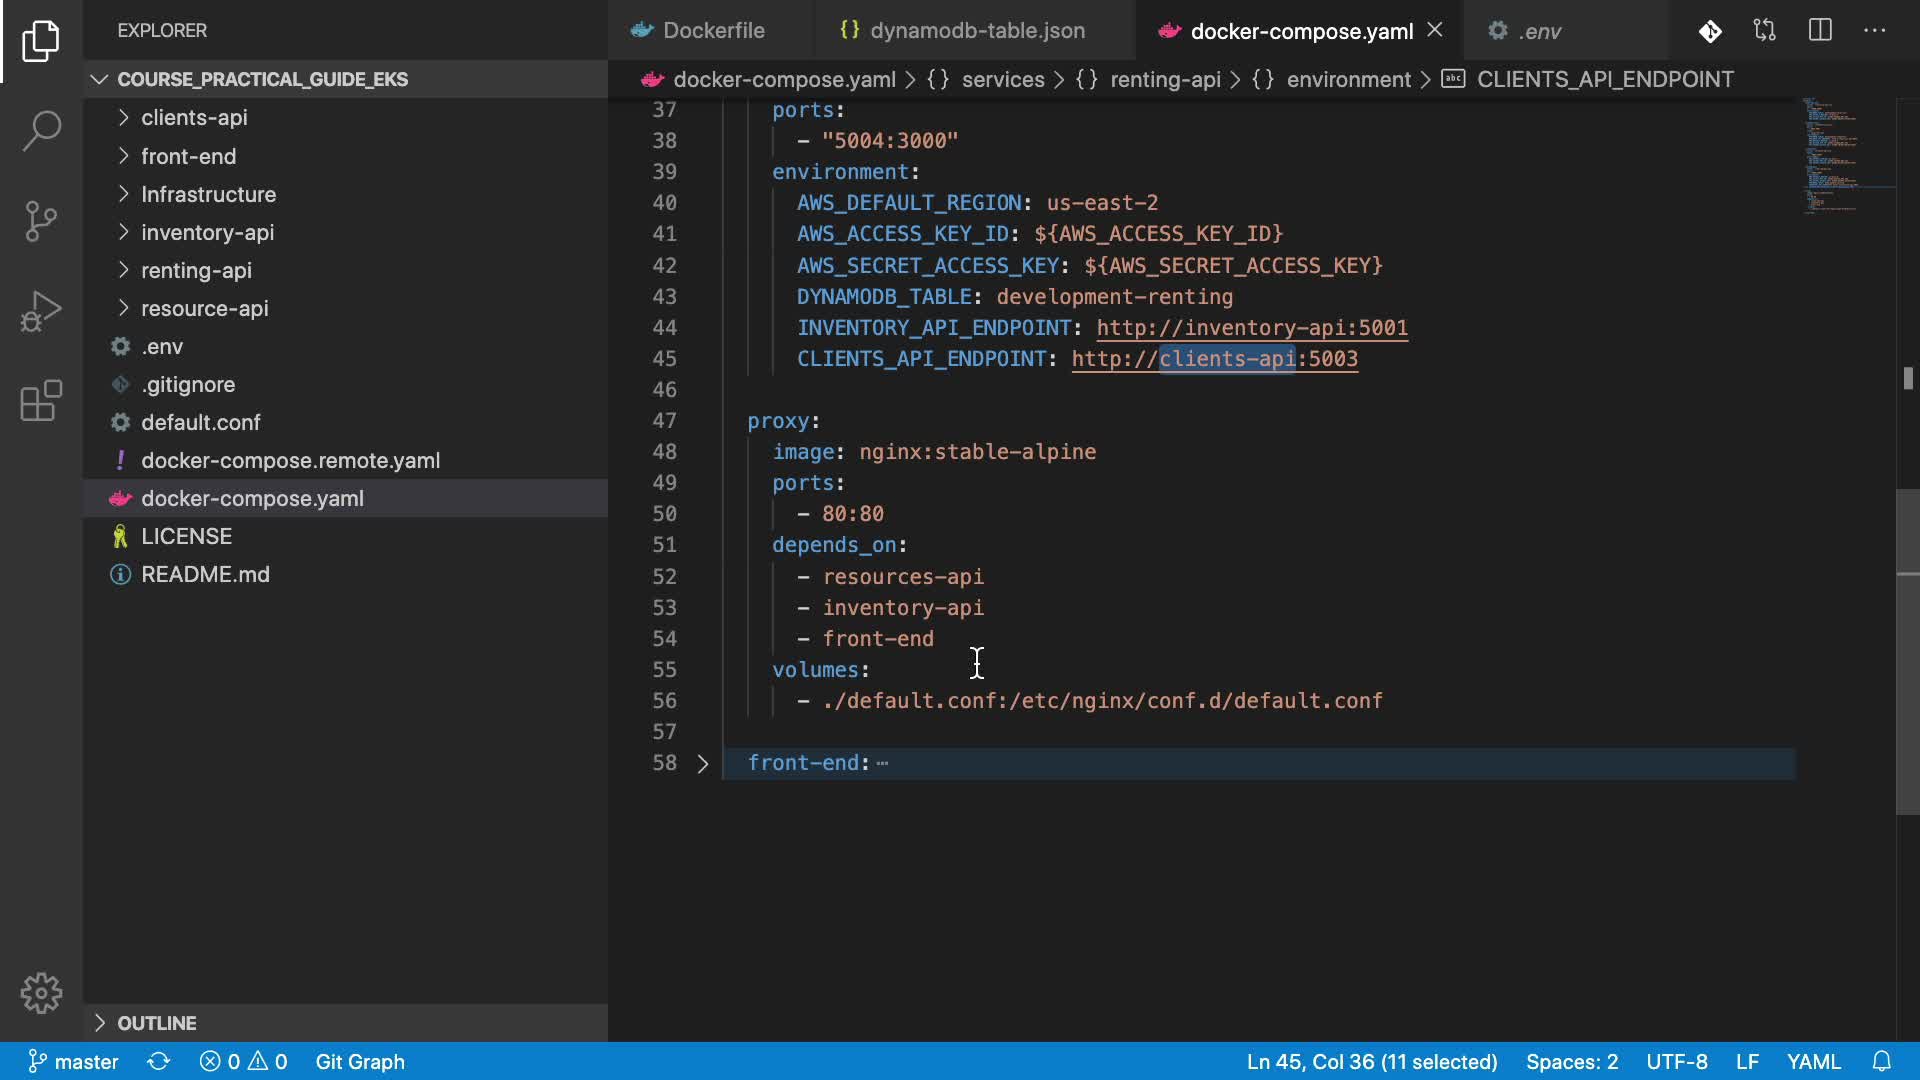 EXPLORER
Dockerfile
{} dynamodb-table.json
docker-compose.yaml
.env
COURSE_PRACTICAL_GUIDE_EKS
clients-api
front-end
Infrastructure
inventory-api
renting-api
resource-api
.env
.gitignore
default.conf
! docker-compose.remote.yaml
docker-compose.yaml
LICENSE
README.md
OUTLINE
docker-compose.yaml > {} services > {} renting-api > {} environment > abc CLIENTS_API_ENDPOINT
37 ports:
38 - "5004:3000"
39 environment:
40 AWS_DEFAULT_REGION: us-east-2
41 AWS_ACCESS_KEY_ID: ${AWS_ACCESS_KEY_ID}
42 AWS_SECRET_ACCESS_KEY: ${AWS_SECRET_ACCESS_KEY}
43 DYNAMODB_TABLE: development-renting
44 INVENTORY_API_ENDPOINT: http://inventory-api:5001
45 CLIENTS_API_ENDPOINT: http://clients-api:5003
46
47 proxy:
48 image: nginx:stable-alpine
49 ports:
50 - 80:80
51 depends_on:
52 - resources-api
53 - inventory-api
54 - front-end
55 volumes:
56 - ./default.conf:/etc/nginx/conf.d/default.conf
57
58 front-end: ⋯
master 0 0 Git Graph
Ln 45, Col 36 (11 selected) Spaces: 2 UTF-8 LF YAML